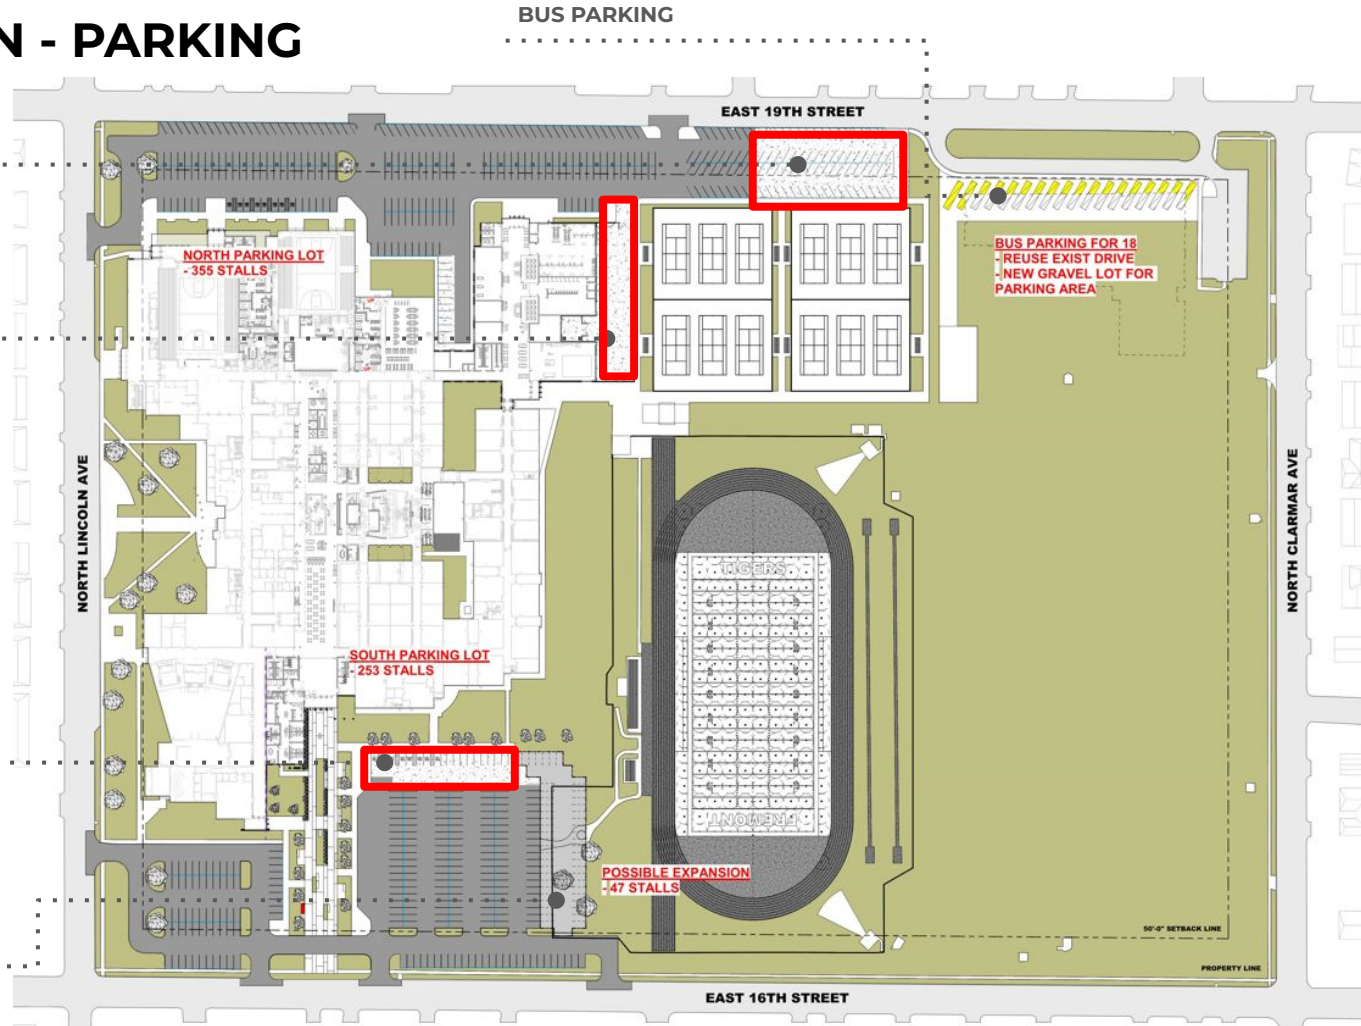 BUS PARKING
N - PARKING
EAST 19TH STREET
NORTH PARKING LOT
- 355 STALLS
BUS PARKING FOR 18
- REUSE EXIST DRIVE
- NEW GRAVEL LOT FOR
PARKING AREA
NORTH LINCOLN AVE
NORTH CLARMAR AVE
TIGERS
SOUTH PARKING LOT
- 253 STALLS
FREMONT
POSSIBLE EXPANSION
- 47 STALLS
50'-0" SETBACK LINE
PROPERTY LINE
EAST 16TH STREET